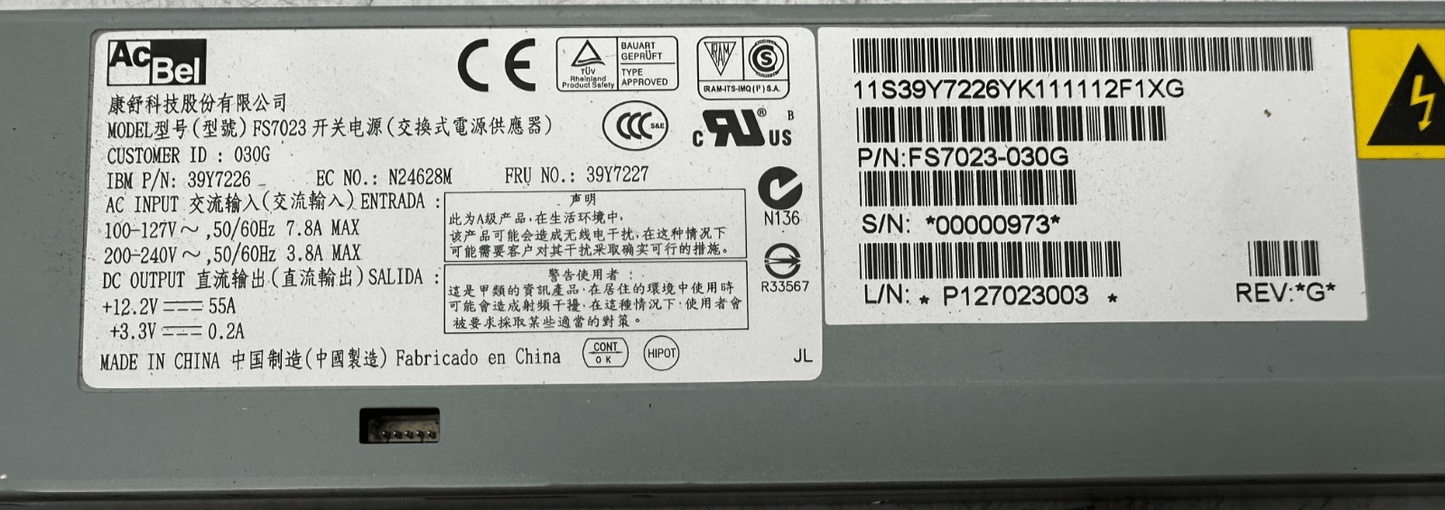 AcBel
CE
TÜV
Rheinland
Product Safety
BAUART
GEPRÜFT
TYPE
APPROVED
IRAM
S
IRAM-ITS-IMQ (I³) S.A.
康舒科技股份有限公司
MODEL型号(型號) FS7023 开关电源(交換式電源供應器)
CCC S&E
c RU US B
CUSTOMER ID : 030G
IBM P/N: 39Y7226 EC NO.: N24628M FRU NO.: 39Y7227
AC INPUT 交流输入(交流輸入) ENTRADA :
100-127V～ ,50/60Hz 7.8A MAX
200-240V～ ,50/60Hz 3.8A MAX
DC OUTPUT 直流输出(直流輸出) SALIDA :
+12.2V ⎓ 55A
+3.3V ⎓ 0.2A
声明
此为A级产品,在生活环境中,
该产品可能会造成无线电干扰,在这种情况下
可能需要客户对其干扰采取确实可行的措施。
警告使用者：
這是甲類的資訊產品,在居住的環境中使用時
可能會造成射頻干擾,在這種情況下,使用者會
被要求採取某些適當的對策。
N136
R33567
MADE IN CHINA 中国制造(中國製造) Fabricado en China
CONT
OK
HIPOT
JL
11S39Y7226YK111112F1XG
P/N:FS7023-030G
S/N: *00000973*
L/N: * P127023003 *
REV:*G*